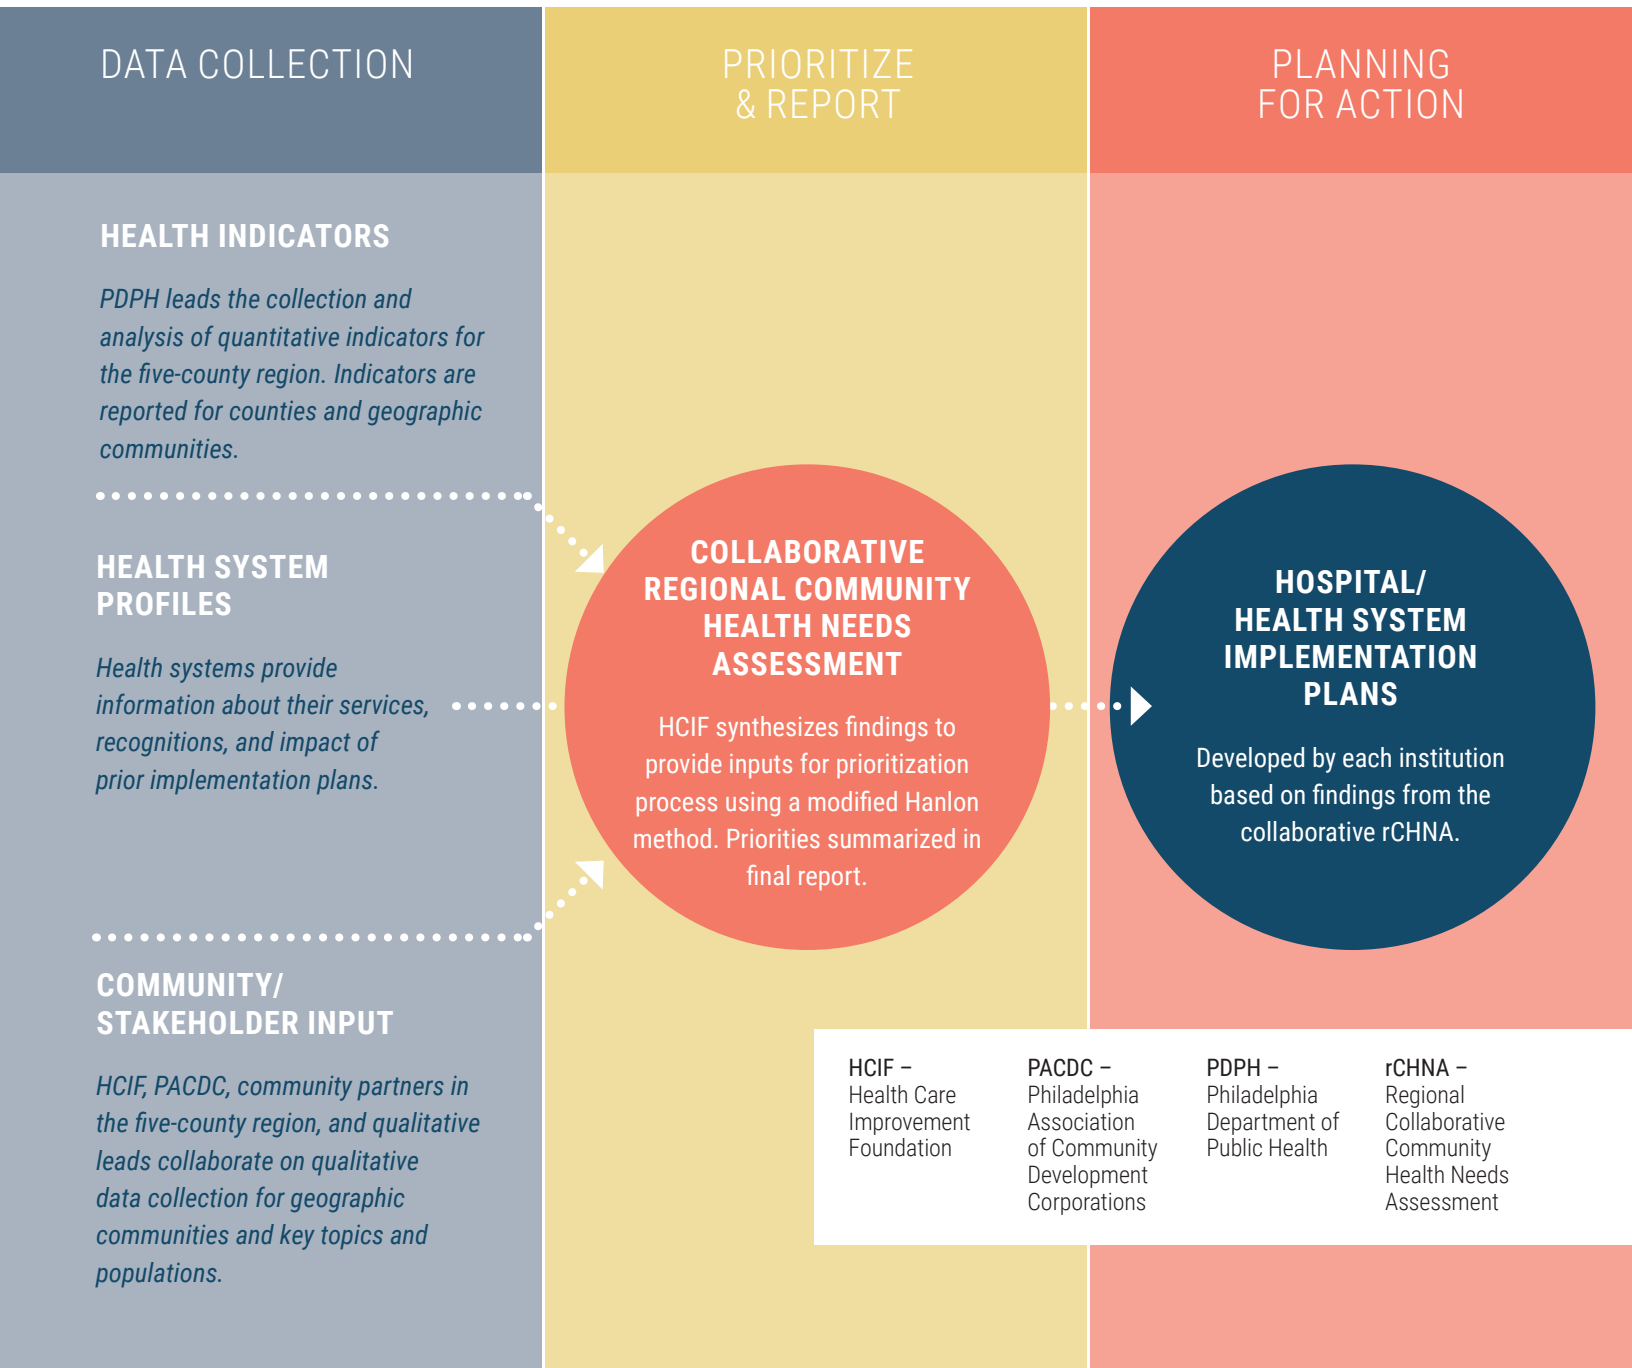 DATA COLLECTION
HEALTH INDICATORS
PDPH leads the collection and
analysis of quantitative indicators for
the five-county region. Indicators are
reported for counties and geographic
communities.
HEALTH SYSTEM
PROFILES
Health systems provide
information about their services,
recognitions, and impact of
prior implementation plans.
COMMUNITY/
STAKEHOLDER INPUT
HCIF, PACDC, community partners in
the five-county region, and qualitative
leads collaborate on qualitative
data collection for geographic
communities and key topics and
populations.
PRIORITIZE
& REPORT
COLLABORATIVE
REGIONAL COMMUNITY
HEALTH NEEDS
ASSESSMENT
HCIF synthesizes findings to
provide inputs for prioritization
process using a modified Hanlon
method. Priorities summarized in
final report.
PLANNING
FOR ACTION
HOSPITAL/
HEALTH SYSTEM
IMPLEMENTATION
PLANS
Developed by each institution
based on findings from the
collaborative rCHNA.
HCIF –
Health Care
Improvement
Foundation
PACDC –
Philadelphia
Association
of Community
Development
Corporations
PDPH –
Philadelphia
Department of
Public Health
rCHNA –
Regional
Collaborative
Community
Health Needs
Assessment